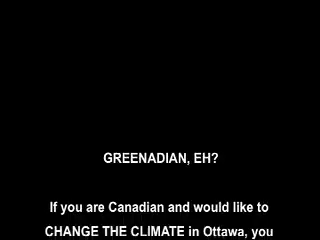 GREENADIAN, EH?
If you are Canadian and would like to
CHANGE THE CLIMATE in Ottawa, you